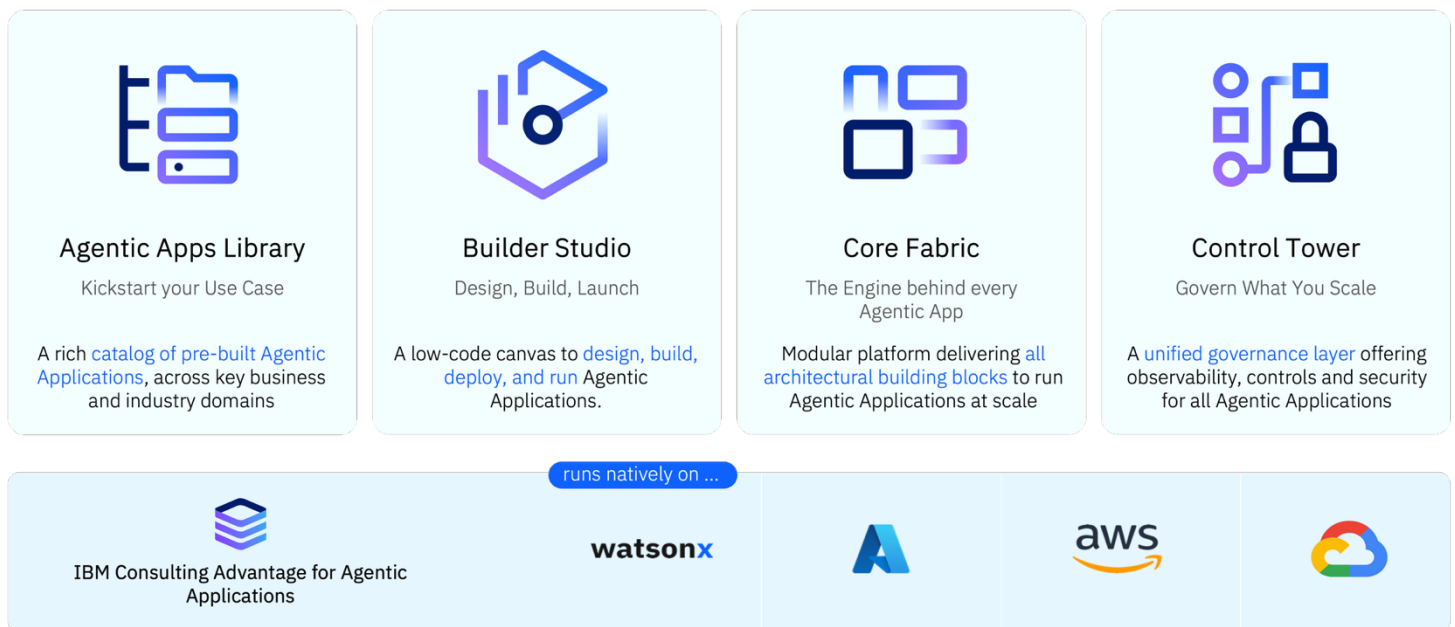 Agentic Apps Library
Kickstart your Use Case
A rich catalog of pre-built Agentic
Applications, across key business
and industry domains
Builder Studio
Design, Build, Launch
A low-code canvas to design, build,
deploy, and run Agentic
Applications.
Core Fabric
The Engine behind every
Agentic App
Modular platform delivering all
architectural building blocks to run
Agentic Applications at scale
Control Tower
Govern What You Scale
A unified governance layer offering
observability, controls and security
for all Agentic Applications
runs natively on ...
IBM Consulting Advantage for Agentic
Applications
watsonx
aws